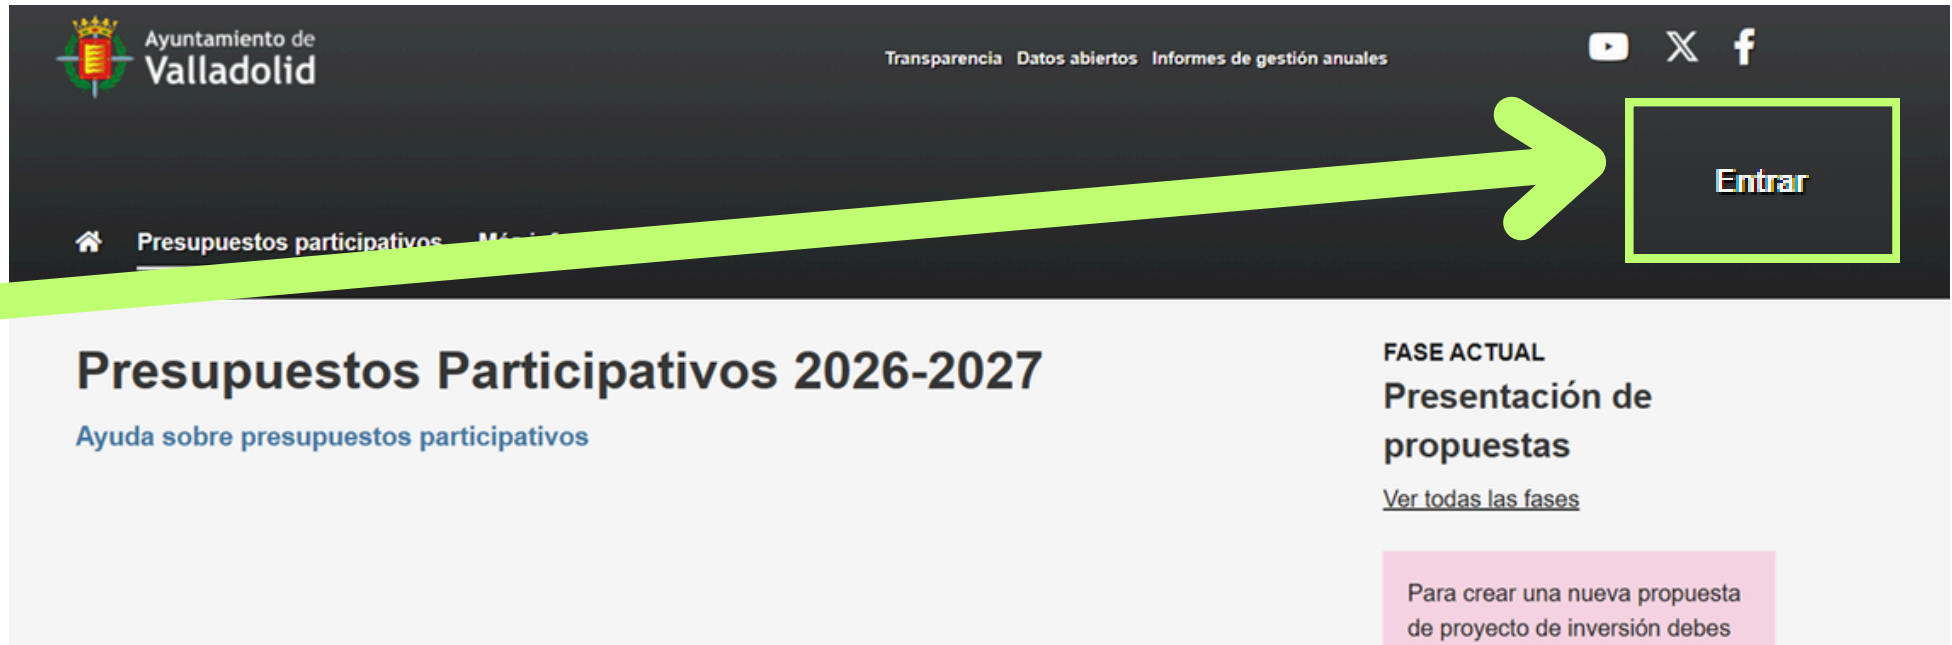 Ayuntamiento de
Valladolid
Transparencia Datos abiertos Informes de gestión anuales
Entrar
Presupuestos participativos
Presupuestos Participativos 2026-2027
Ayuda sobre presupuestos participativos
FASE ACTUAL
Presentación de
propuestas
Ver todas las fases
Para crear una nueva propuesta
de proyecto de inversión debes